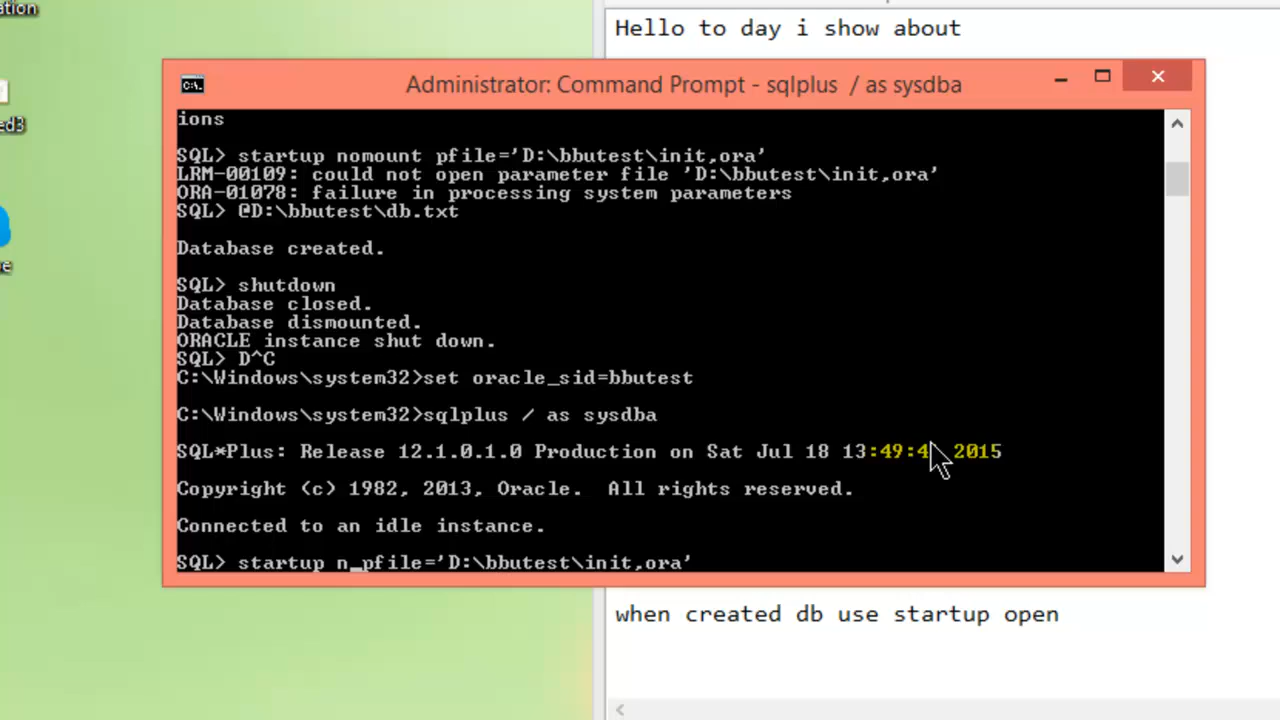 ation
Hello to day i show about
Administrator: Command Prompt - sqlplus / as sysdba
ed3
ions
SQL> startup nomount pfile='D:\bbutest\init,ora'
LRM-00109: could not open parameter file 'D:\bbutest\init,ora'
ORA-01078: failure in processing system parameters
SQL> @D:\bbutest\db.txt
Database created.
e
SQL> shutdown
Database closed.
Database dismounted.
ORACLE instance shut down.
SQL> D^C
C:\Windows\system32>set oracle_sid=bbutest
C:\Windows\system32>sqlplus / as sysdba
SQL*Plus: Release 12.1.0.1.0 Production on Sat Jul 18 13:49:4 2015
Copyright (c) 1982, 2013, Oracle.  All rights reserved.
Connected to an idle instance.
SQL> startup n_pfile='D:\bbutest\init,ora'
when created db use startup open